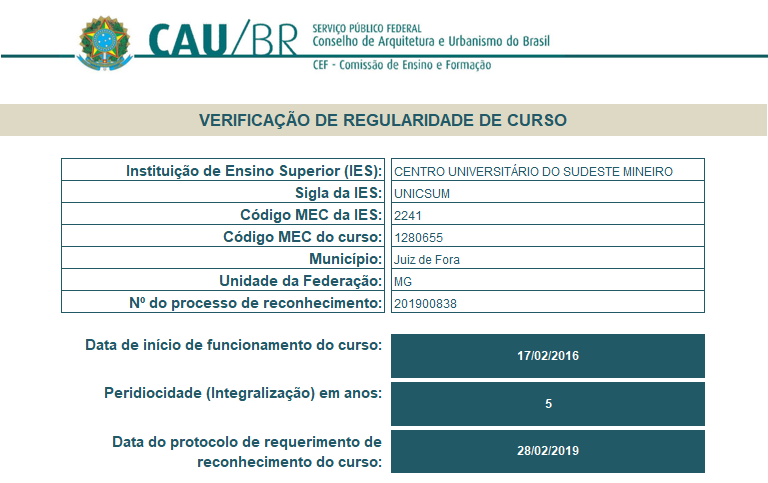 CAU/BR
SERVIÇO PÚBLICO FEDERAL
Conselho de Arquitetura e Urbanismo do Brasil
CEF - Comissão de Ensino e Formação
VERIFICAÇÃO DE REGULARIDADE DE CURSO
Instituição de Ensino Superior (IES): CENTRO UNIVERSITÁRIO DO SUDESTE MINEIRO
Sigla da IES: UNICSUM
Código MEC da IES: 2241
Código MEC do curso: 1280655
Município: Juiz de Fora
Unidade da Federação: MG
Nº do processo de reconhecimento: 201900838
Data de início de funcionamento do curso: 17/02/2016
Peridiocidade (Integralização) em anos: 5
Data do protocolo de requerimento de
reconhecimento do curso: 28/02/2019